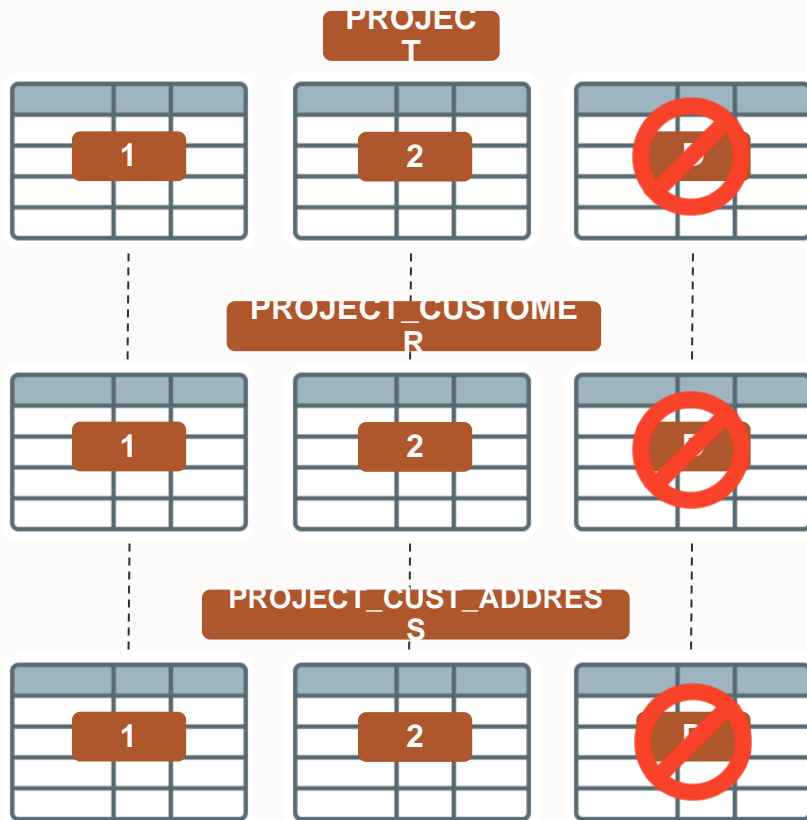 PROJEC
T
1 2
PROJECT_CUSTOME
R
1 2
PROJECT_CUST_ADDRES
S
1 2